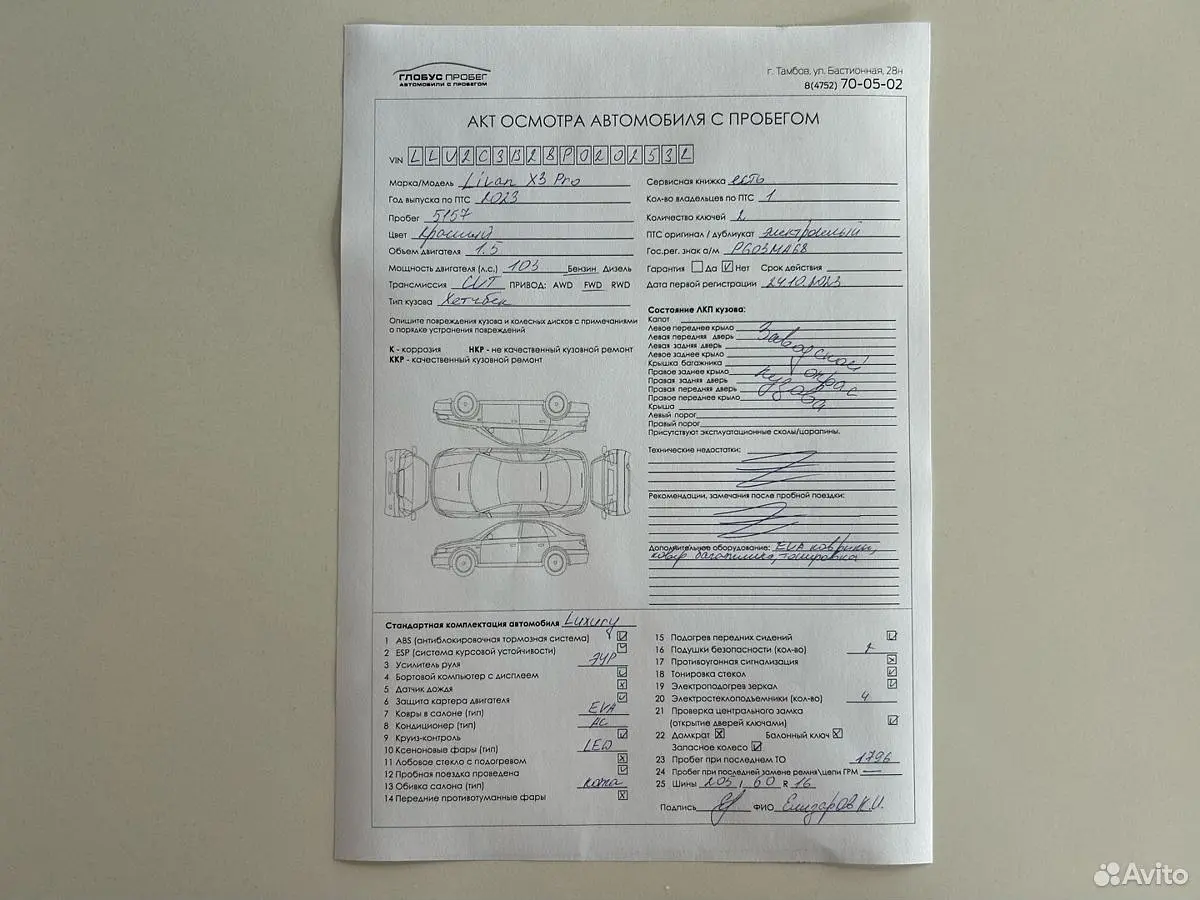 ГЛОБУС ПРОБЕГ
АВТОМОБИЛИ С ПРОБЕГОМ
г. Тамбов, ул. Бастионная, 28н
8(4752) 70-05-02
АКТ ОСМОТРА АВТОМОБИЛЯ С ПРОБЕГОМ
VIN LLV2C3B28P0202532
Марка/Модель Livan X3 Pro
Год выпуска по ПТС 2023
Пробег 5157
Цвет красный
Объем двигателя 1.5
Мощность двигателя (л.с.) 103 Бензин Дизель
Трансмиссия CVT ПРИВОД: AWD FWD RWD
Тип кузова Хетчбек
Опишите повреждения кузова и колесных дисков с примечаниями
о порядке устранения повреждений
К - коррозия НКР - не качественный кузовной ремонт
ККР - качественный кузовной ремонт
Сервисная книжка есть
Кол-во владельцев по ПТС 1
Количество ключей 2
ПТС оригинал / дубликат электронный
Гос.рег. знак а/м Р603МА68
Гарантия Да Нет Срок действия
Дата первой регистрации 24.10.2023
Состояние ЛКП кузова:
Капот
Левое переднее крыло
Левая передняя дверь
Левая задняя дверь
Левое заднее крыло
Крышка багажника
Правое заднее крыло
Правая задняя дверь
Правая передняя дверь
Правое переднее крыло
Крыша
Левый порог
Правый порог
Заводской
окрас
кузова
Присутствуют эксплуатационные сколы/царапины.
Технические недостатки:
Рекомендации, замечания после пробной поездки:
Дополнительное оборудование: EVA коврики,
ковер багажника, тонировка
Стандартная комплектация автомобиля Luxury
1 ABS (антиблокировочная тормозная система)
2 ESP (система курсовой устойчивости)
3 Усилитель руля ЭУР
4 Бортовой компьютер с дисплеем
5 Датчик дождя
6 Защита картера двигателя
7 Ковры в салоне (тип) EVA
8 Кондиционер (тип) AC
9 Круиз-контроль
10 Ксеноновые фары (тип) LED
11 Лобовое стекло с подогревом
12 Пробная поездка проведена
13 Обивка салона (тип) кожа
14 Передние противотуманные фары
15 Подогрев передних сидений
16 Подушки безопасности (кол-во)
17 Противоугонная сигнализация
18 Тонировка стекол
19 Электроподогрев зеркал
20 Электростеклоподъемники (кол-во) 4
21 Проверка центрального замка
(открытие дверей ключами)
22 Домкрат Балонный ключ
Запасное колесо
23 Пробег при последнем ТО 1796
24 Пробег при последней замене ремня\цепи ГРМ —
25 Шины 205 / 60 R 16
Подпись ФИО Елизаров К.И.
Avito